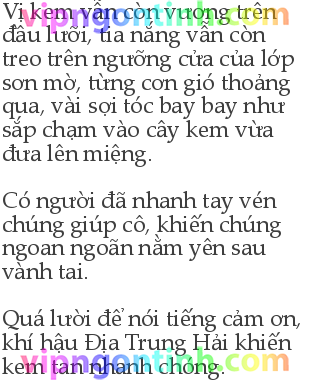 Vị kem vẫn còn vương trên
đầu lưỡi, tia nắng vẫn còn
treo trên ngưỡng cửa của lớp
sơn mờ, từng cơn gió thoảng
qua, vài sợi tóc bay bay như
sắp chạm vào cây kem vừa
đưa lên miệng.
Có người đã nhanh tay vén
chúng giúp cô, khiến chúng
ngoan ngoãn nằm yên sau
vành tai.
Quá lười để nói tiếng cảm ơn,
khí hậu Địa Trung Hải khiến
kem tan nhanh chóng.
vipngontinh.com
vipngontinh.com